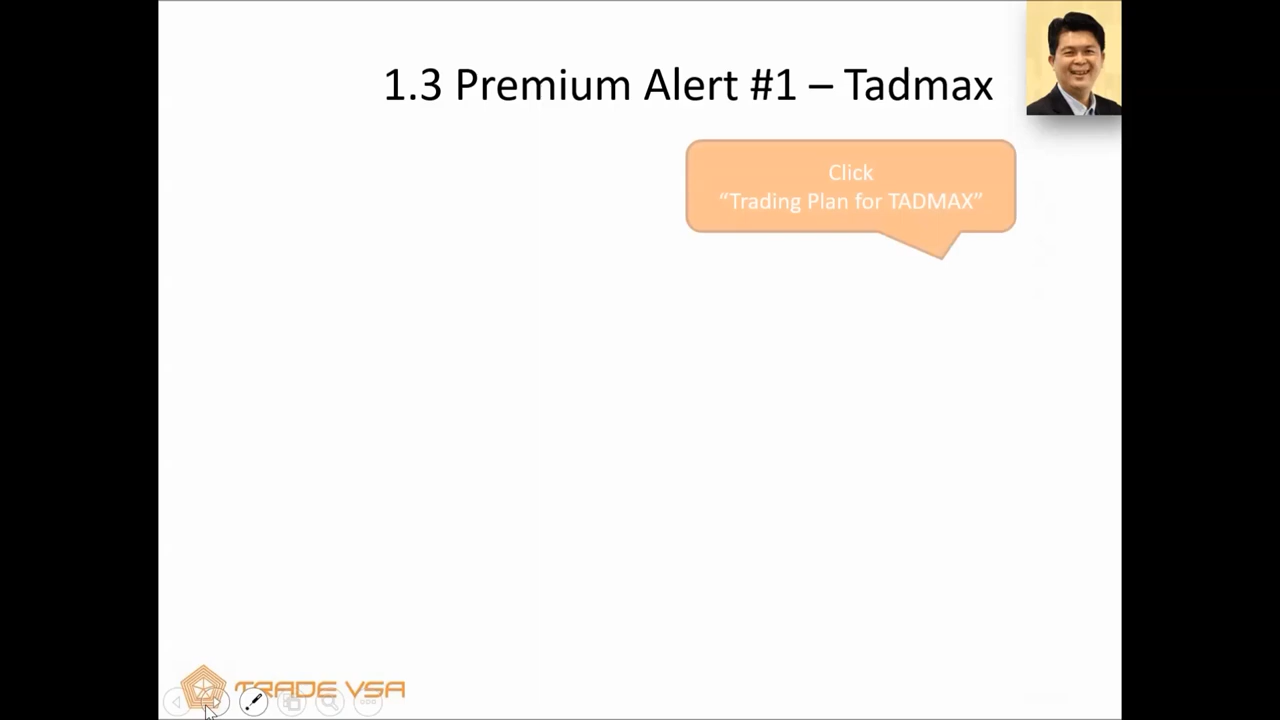 1.3 Premium Alert #1 – Tadmax
Click
“Trading Plan for TADMAX”
TRADE VSA